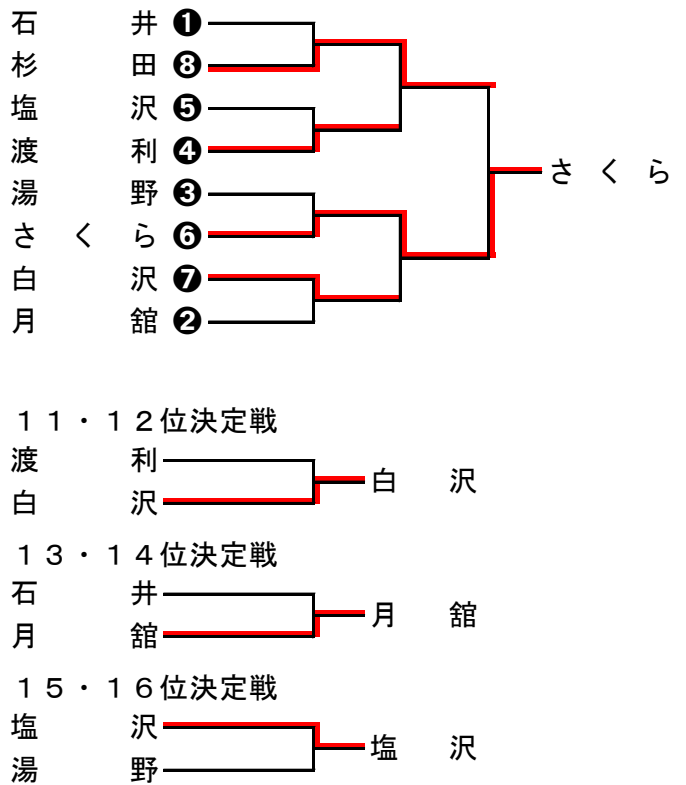 石井❶
杉田❽
塩沢❺
渡利❹
湯野❸
さくら❻
白沢❼
月舘❷
さくら
１１・１２位決定戦
渡利
白沢
白沢
１３・１４位決定戦
石井
月舘
月舘
１５・１６位決定戦
塩沢
湯野
塩沢